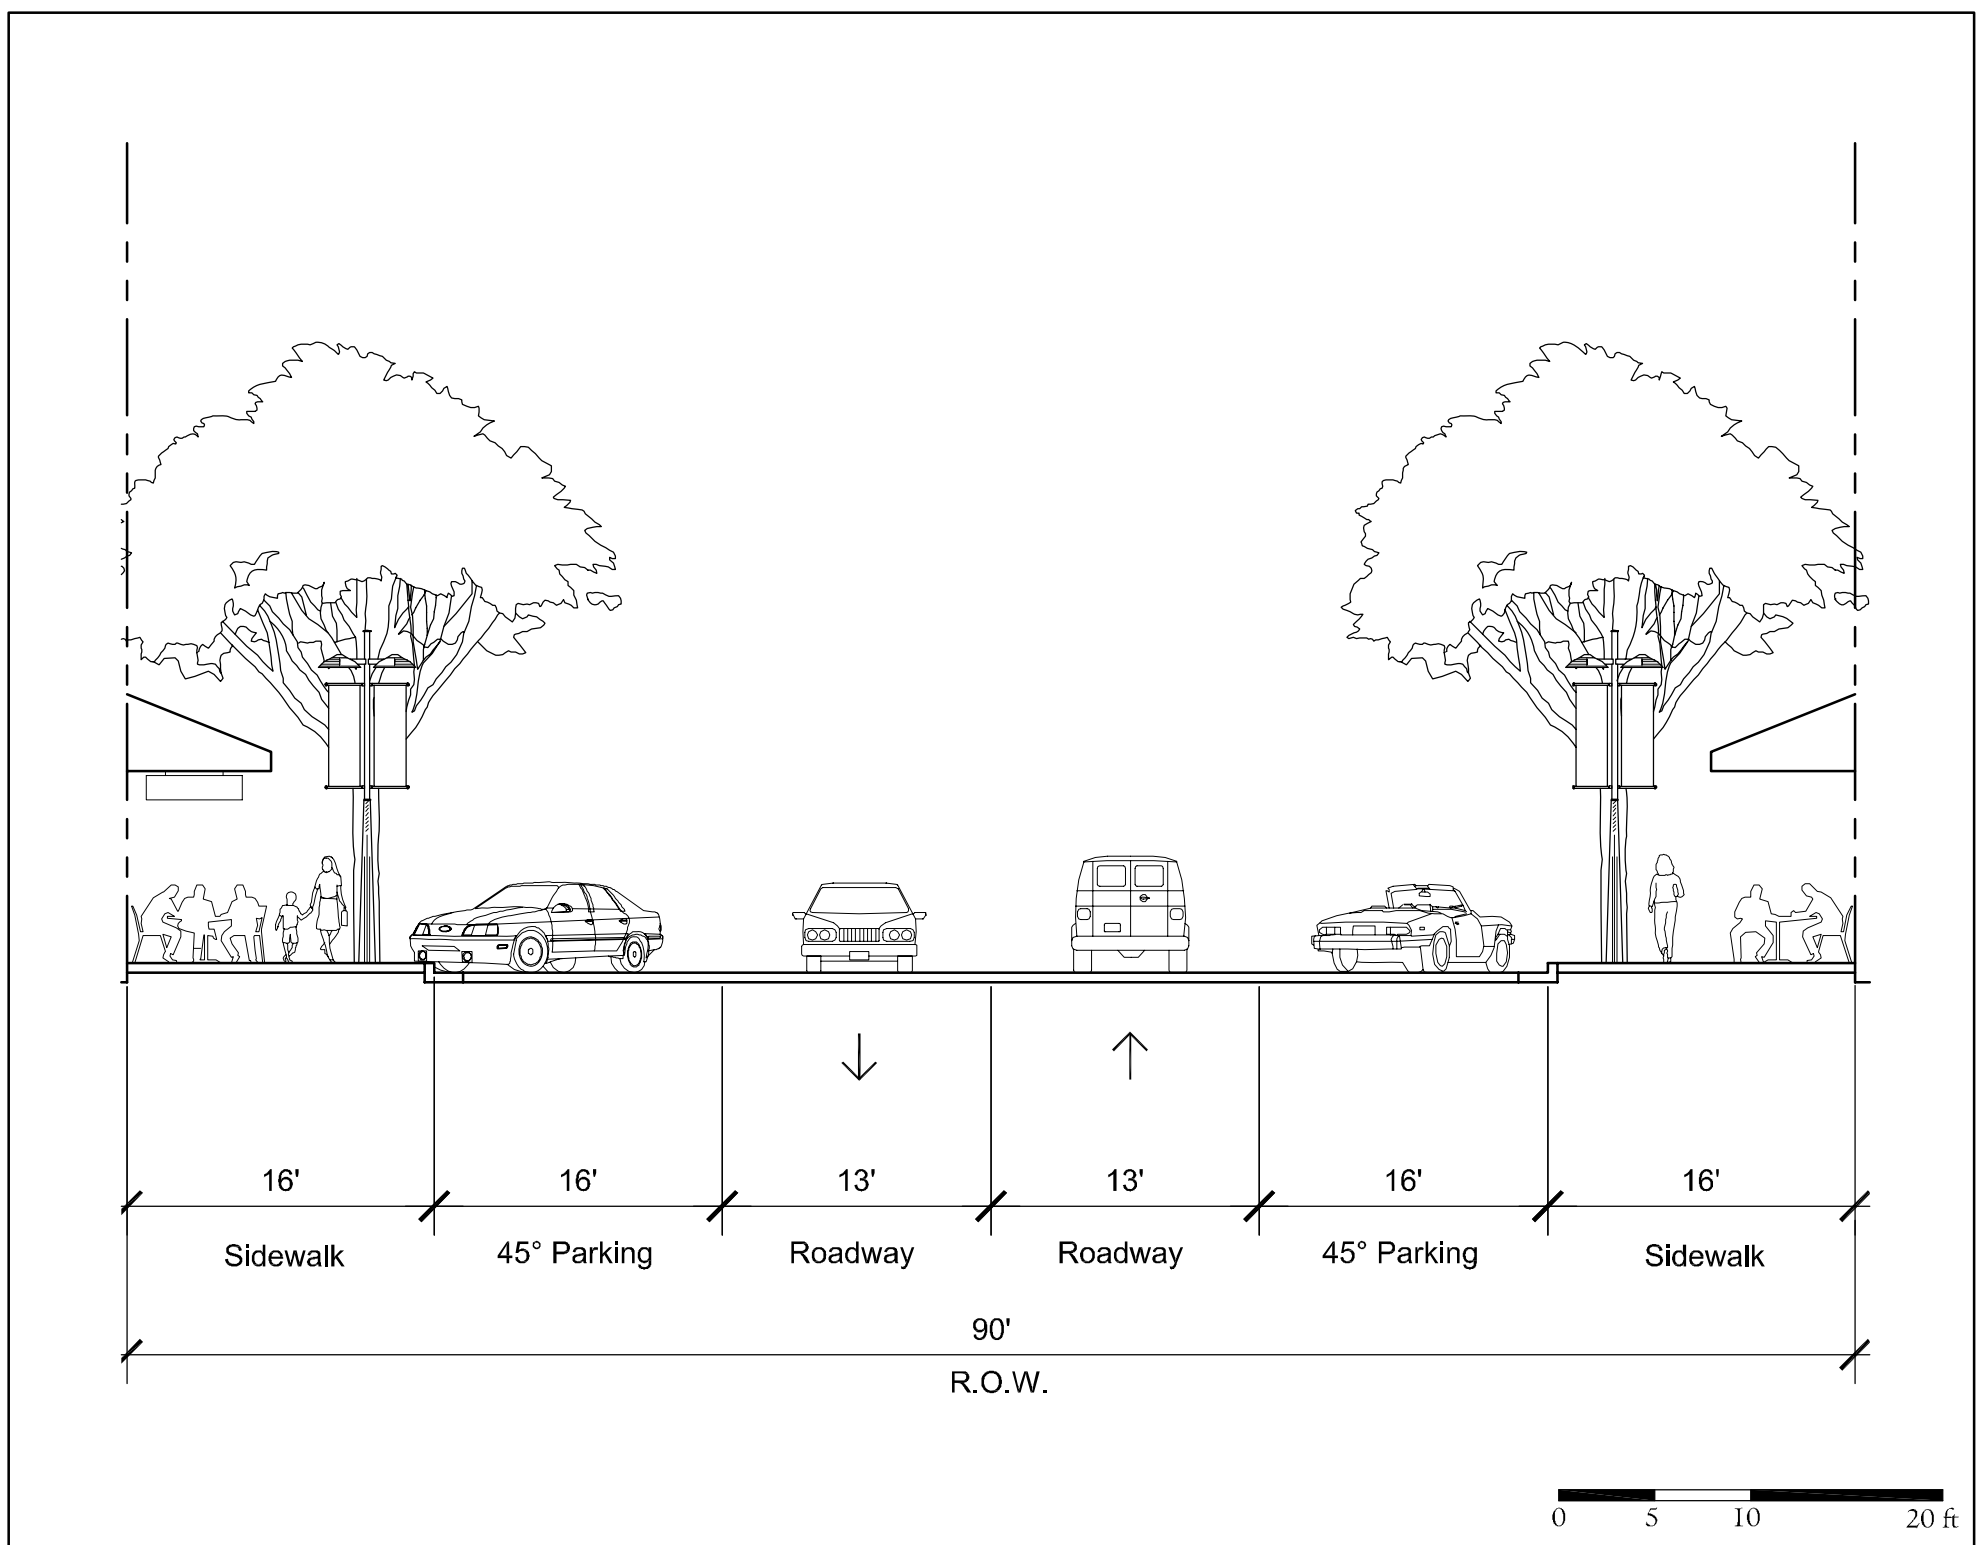 16' 16' 13' 13' 16' 16'
Sidewalk 45° Parking Roadway Roadway 45° Parking Sidewalk
90'
R.O.W.
0 5 10 20 ft